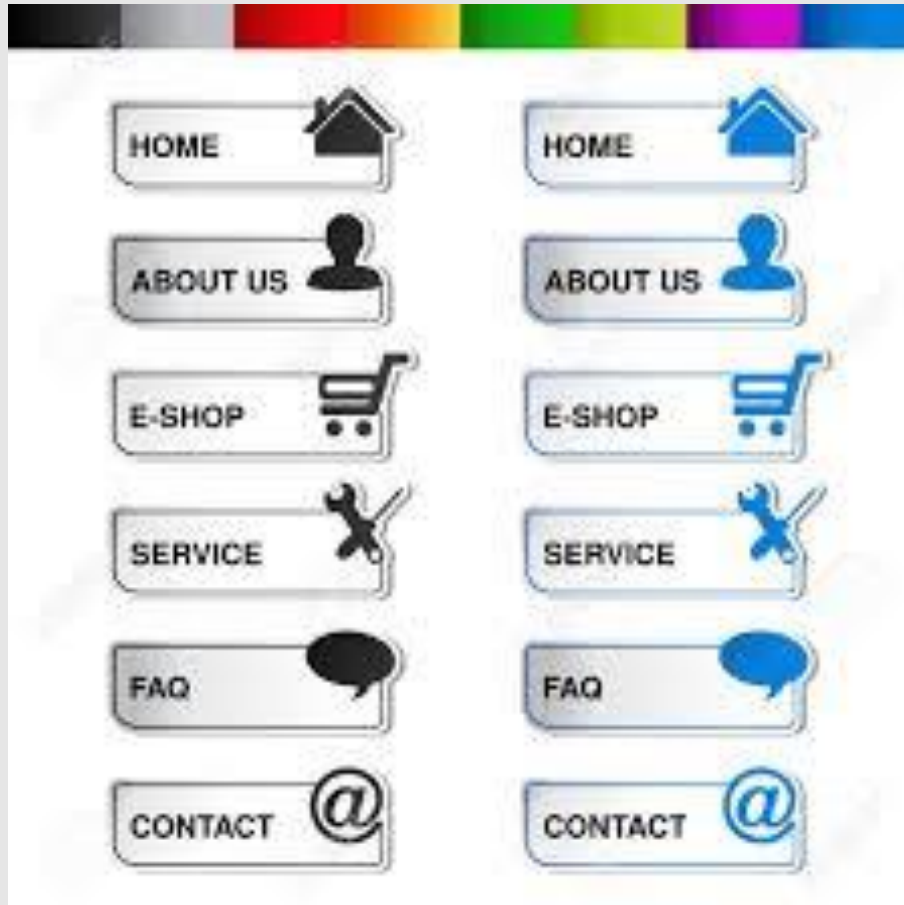 HOME
HOME
ABOUT US
ABOUT US
E-SHOP
E-SHOP
SERVICE
SERVICE
FAQ
FAQ
CONTACT
CONTACT